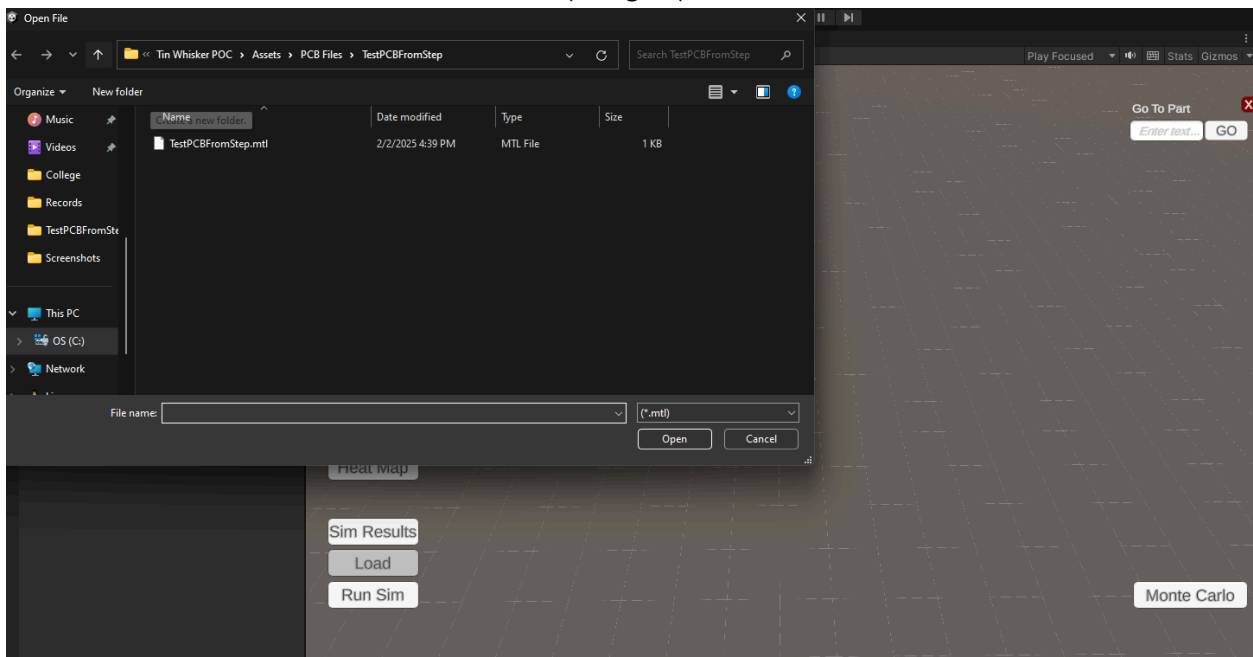 Open File
« Tin Whisker POC › Assets › PCB Files › TestPCBFromStep
Search TestPCBFromStep
Play Focused Stats Gizmos
Organize New folder
Music
Videos
College
Records
TestPCBFromSte
Screenshots
This PC
OS (C:)
Network
Name Date modified Type Size
Create a new folder.
TestPCBFromStep.mtl 2/2/2025 4:39 PM MTL File 1 KB
File name: (*.mtl)
Open Cancel
Go To Part X
Enter text... GO
Heat Map
Sim Results
Load
Run Sim
Monte Carlo